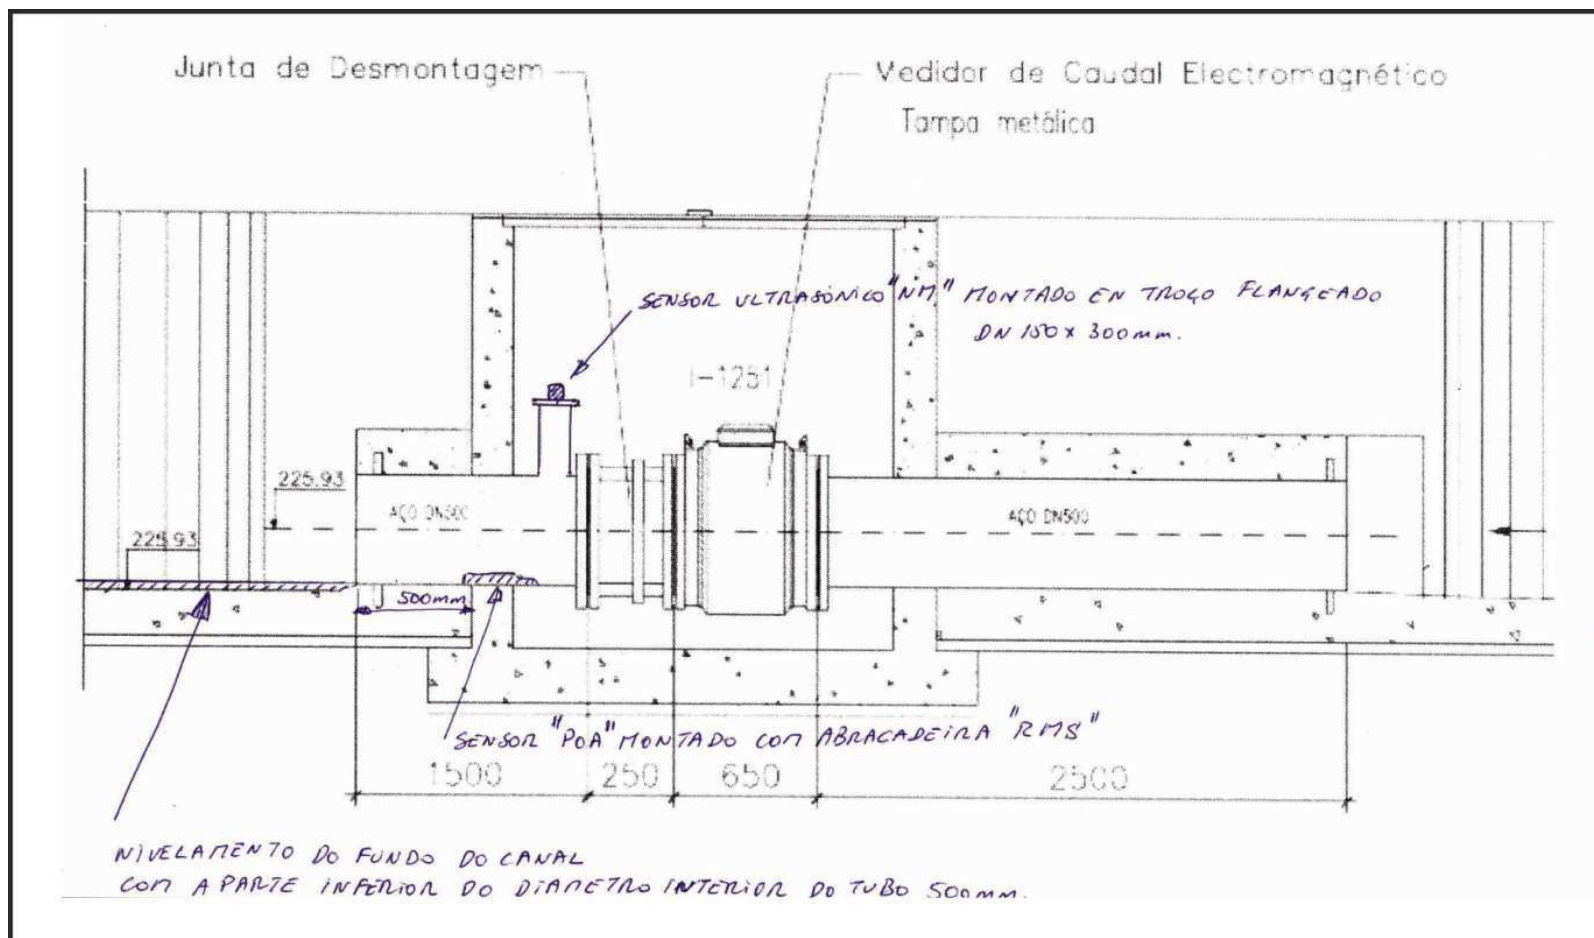 Junta de Desmontagem
Medidor de Caudal Electromagnético
Tampa metálica
SENSOR ULTRASÓNICO "NM" MONTADO EN TROÇO FLANGEADO
DN 150 x 300mm.
I-1251
225.93
AÇO DN500
AÇO DN500
225.93
500mm
SENSOR "POA" MONTADO COM ABRACADEIRA "RMS"
1500
250
650
2500
NIVELAMENTO DO FUNDO DO CANAL
COM A PARTE INFERIOR DO DIAMETRO INTERIOR DO TUBO 500mm.